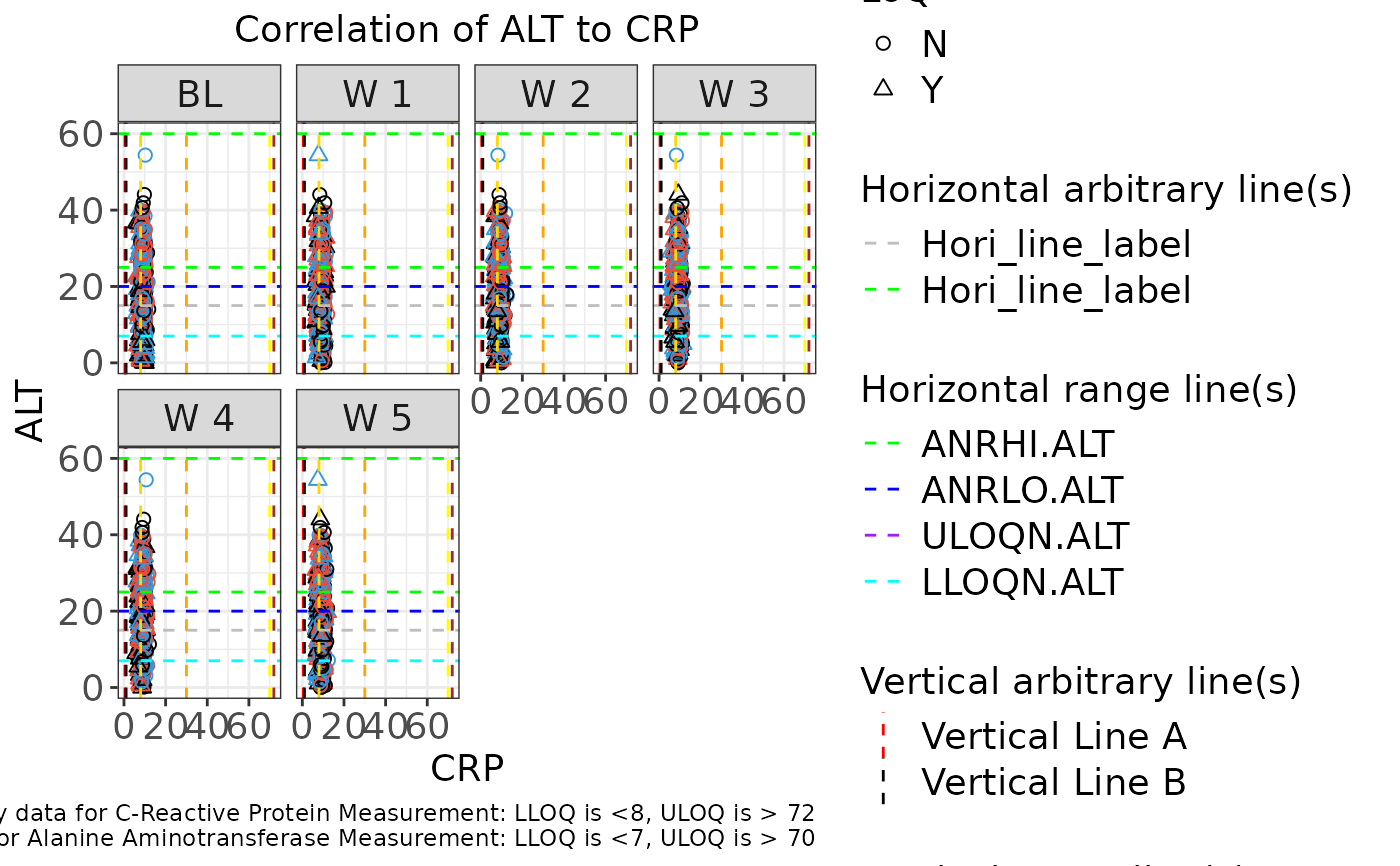 Correlation of ALT to CRP
BL
W 1
W 2
W 3
60
40
20
0
0 20 40 60
0 20 40 60
W 4
W 5
60
40
20
0
0 20 40 60
0 20 40 60
ALT
CRP
data for C-Reactive Protein Measurement: LLOQ is <8, ULOQ is > 72
Alanine Aminotransferase Measurement: LLOQ is <7, ULOQ is > 70
LOQ
N
Y
Horizontal arbitrary line(s)
Hori_line_label
Hori_line_label
Horizontal range line(s)
ANRHI.ALT
ANRLO.ALT
ULOQN.ALT
LLOQN.ALT
Vertical arbitrary line(s)
Vertical Line A
Vertical Line B